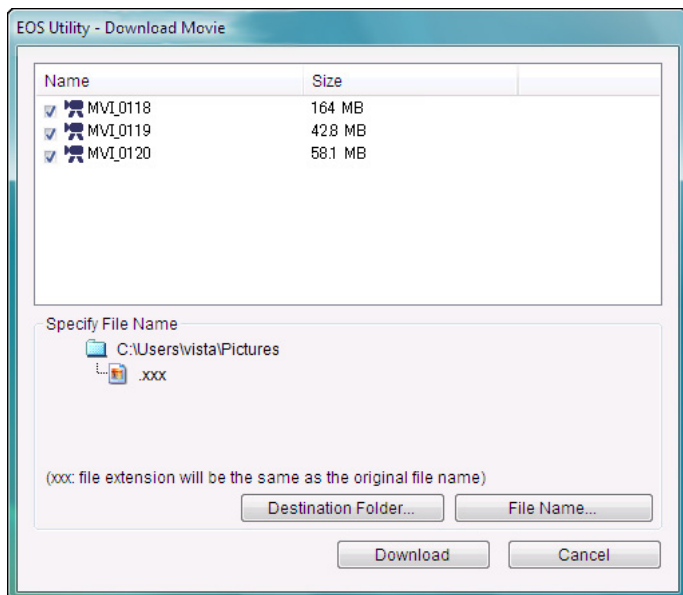 EOS Utility - Download Movie
Name Size
MVI_0118 164 MB
MVI_0119 42.8 MB
MVI_0120 58.1 MB
Specify File Name
C:\Users\vista\Pictures
.xxx
(xxx: file extension will be the same as the original file name)
Destination Folder... File Name...
Download Cancel